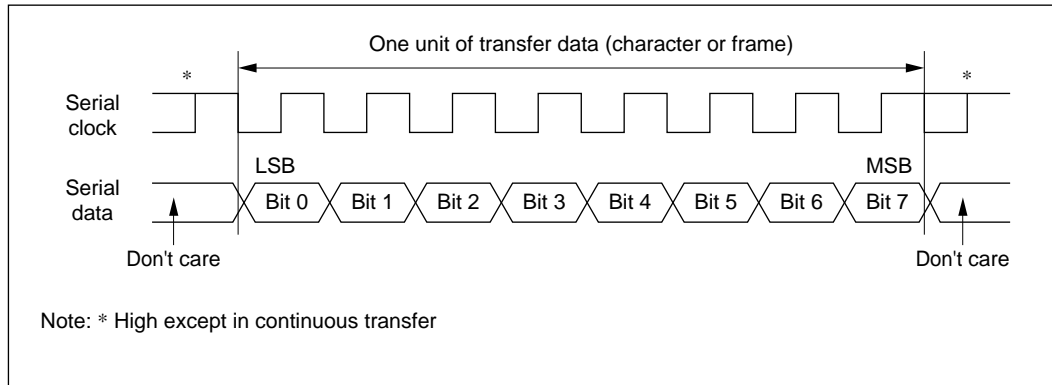 One unit of transfer data (character or frame)
* *
Serial clock
LSB MSB
Serial data
Bit 0 Bit 1 Bit 2 Bit 3 Bit 4 Bit 5 Bit 6 Bit 7
Don't care Don't care
Note: * High except in continuous transfer